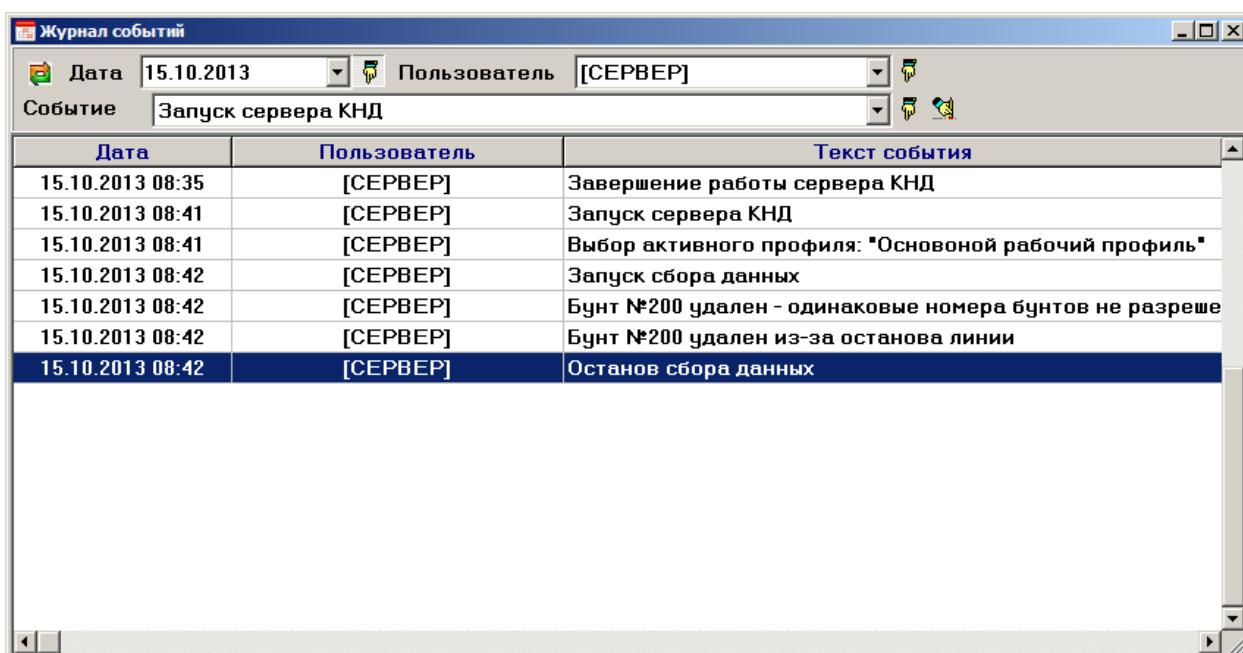 Журнал событий
Дата 15.10.2013 Пользователь [СЕРВЕР]
Событие Запуск сервера КНД
Дата Пользователь Текст события
15.10.2013 08:35 [СЕРВЕР] Завершение работы сервера КНД
15.10.2013 08:41 [СЕРВЕР] Запуск сервера КНД
15.10.2013 08:41 [СЕРВЕР] Выбор активного профиля: "Основоной рабочий профиль"
15.10.2013 08:42 [СЕРВЕР] Запуск сбора данных
15.10.2013 08:42 [СЕРВЕР] Бунт №200 удален - одинаковые номера бунтов не разреше
15.10.2013 08:42 [СЕРВЕР] Бунт №200 удален из-за останова линии
15.10.2013 08:42 [СЕРВЕР] Останов сбора данных